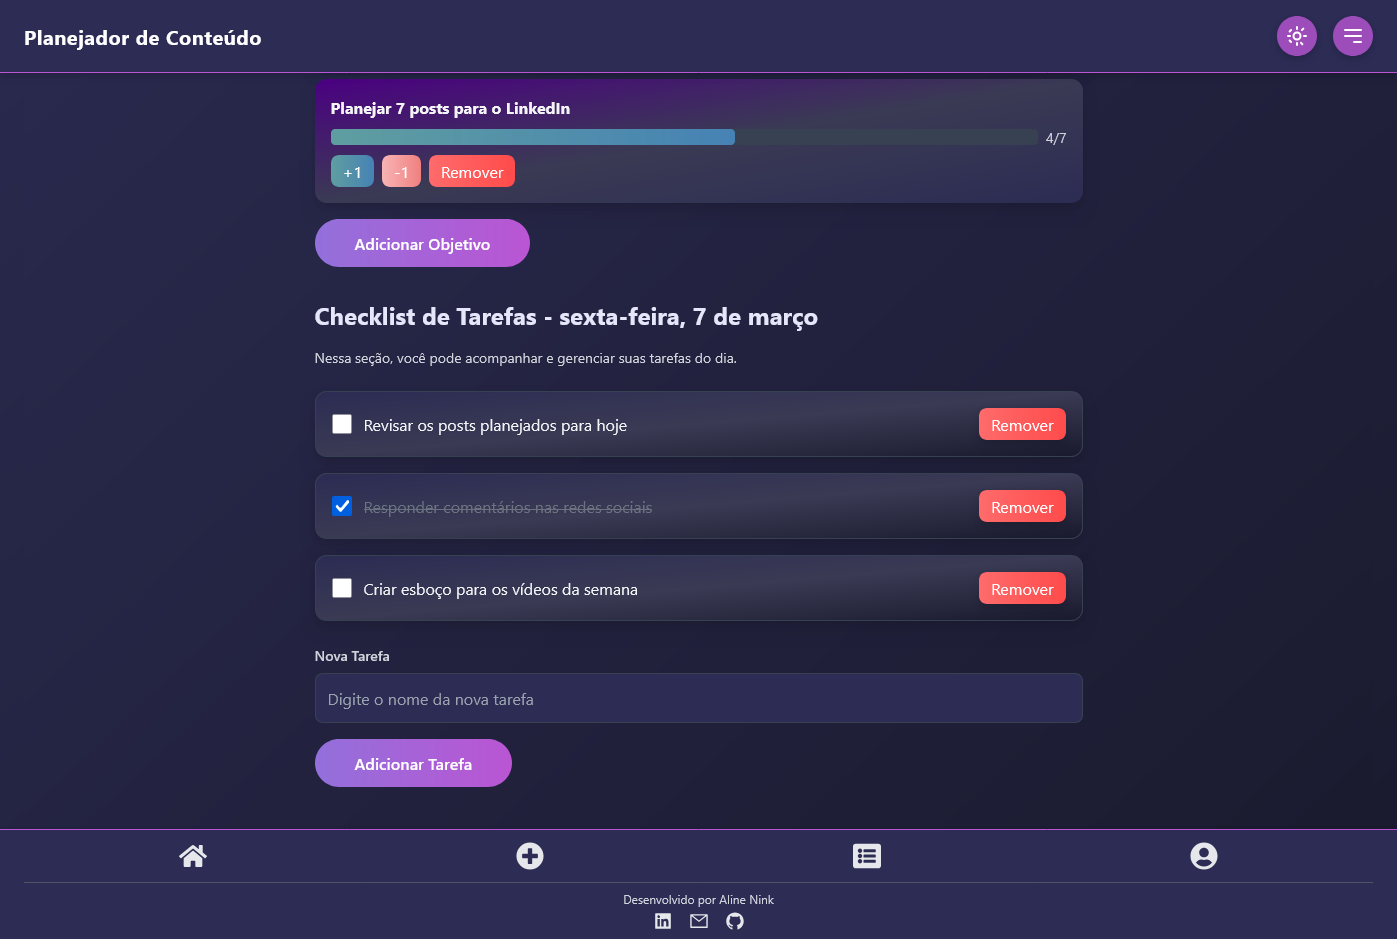 Planejador de Conteúdo
Planejar 7 posts para o LinkedIn
4/7
+1 -1 Remover
Adicionar Objetivo
Checklist de Tarefas - sexta-feira, 7 de março
Nessa seção, você pode acompanhar e gerenciar suas tarefas do dia.
Revisar os posts planejados para hoje Remover
Responder comentários nas redes sociais Remover
Criar esboço para os vídeos da semana Remover
Nova Tarefa
Digite o nome da nova tarefa
Adicionar Tarefa
Desenvolvido por Aline Nink